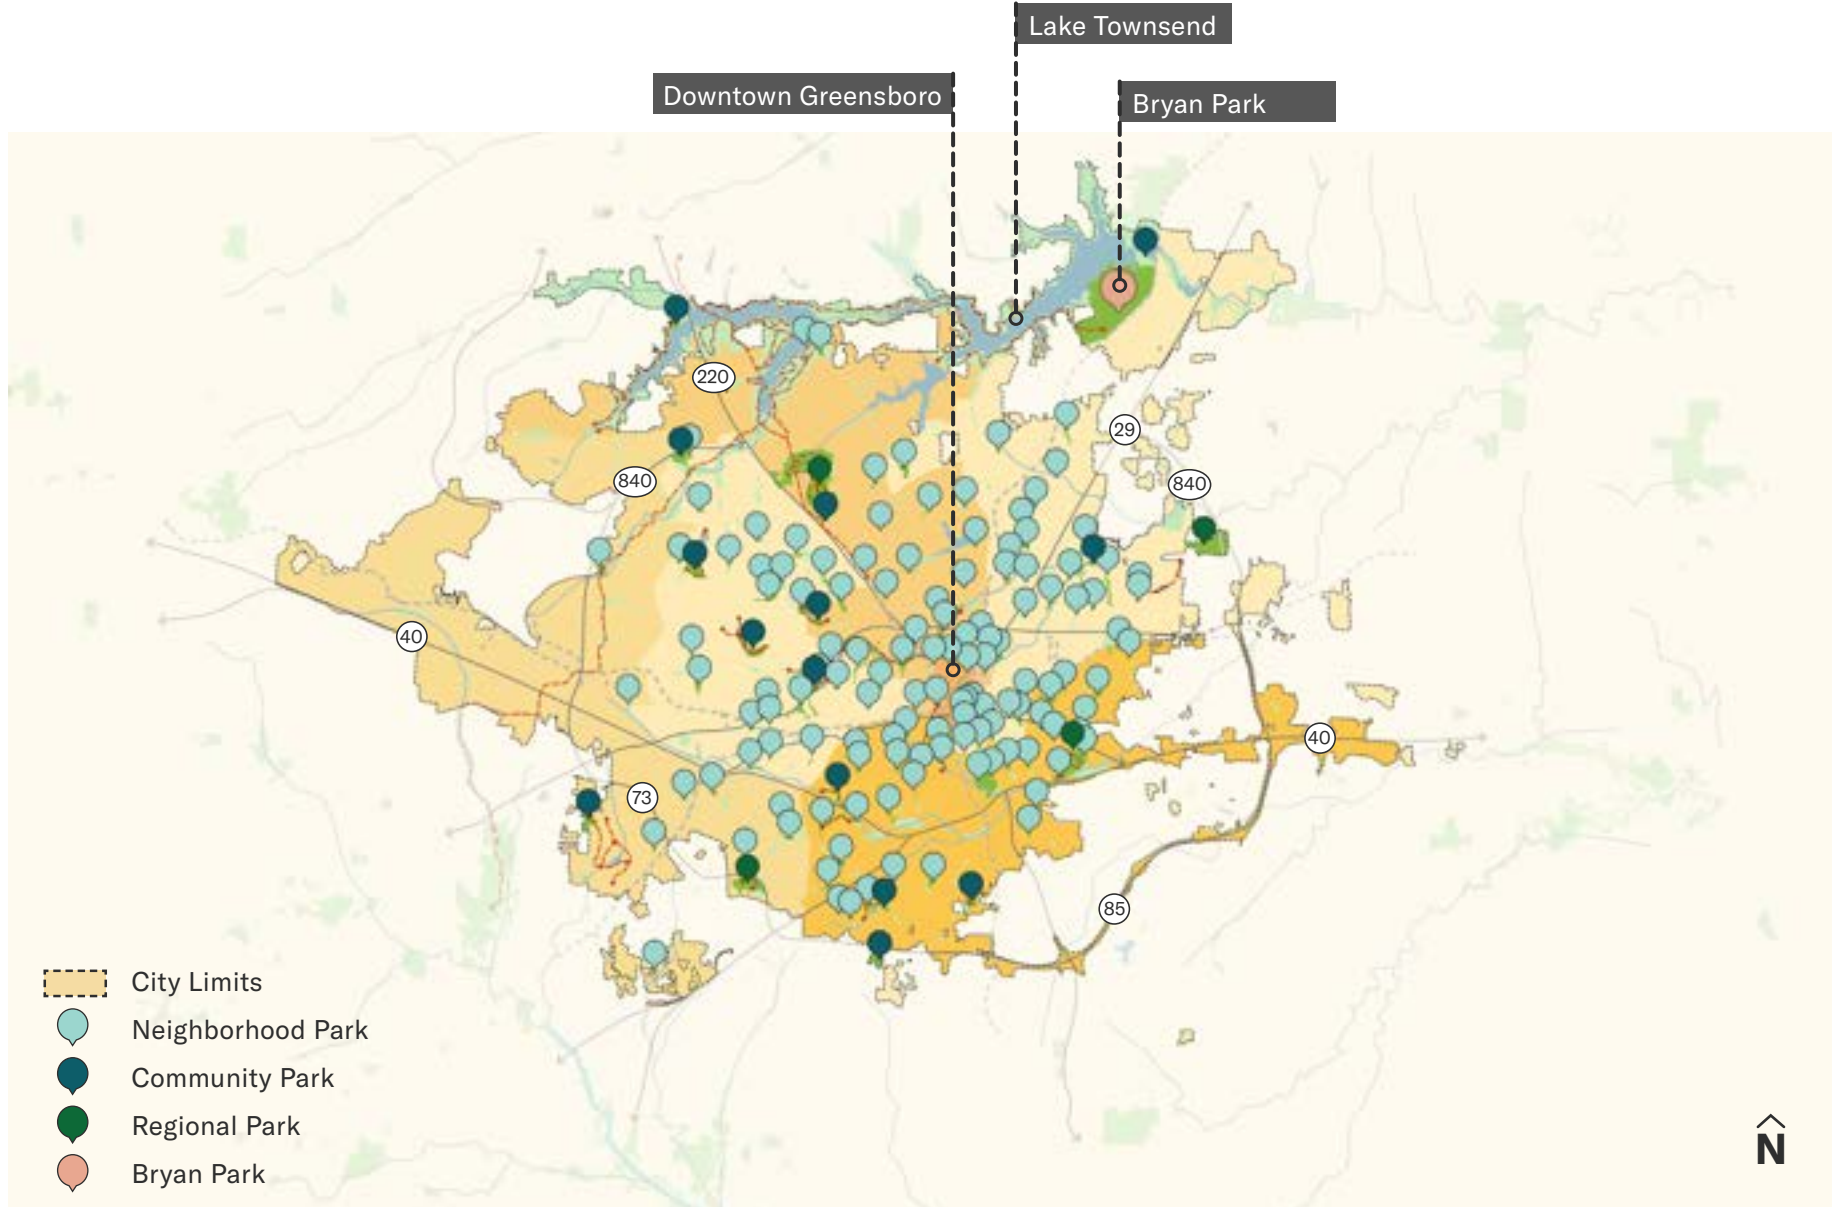 Lake Townsend
Downtown Greensboro
Bryan Park
220
29
840
840
40
40
73
85
City Limits
Neighborhood Park
Community Park
Regional Park
Bryan Park
N